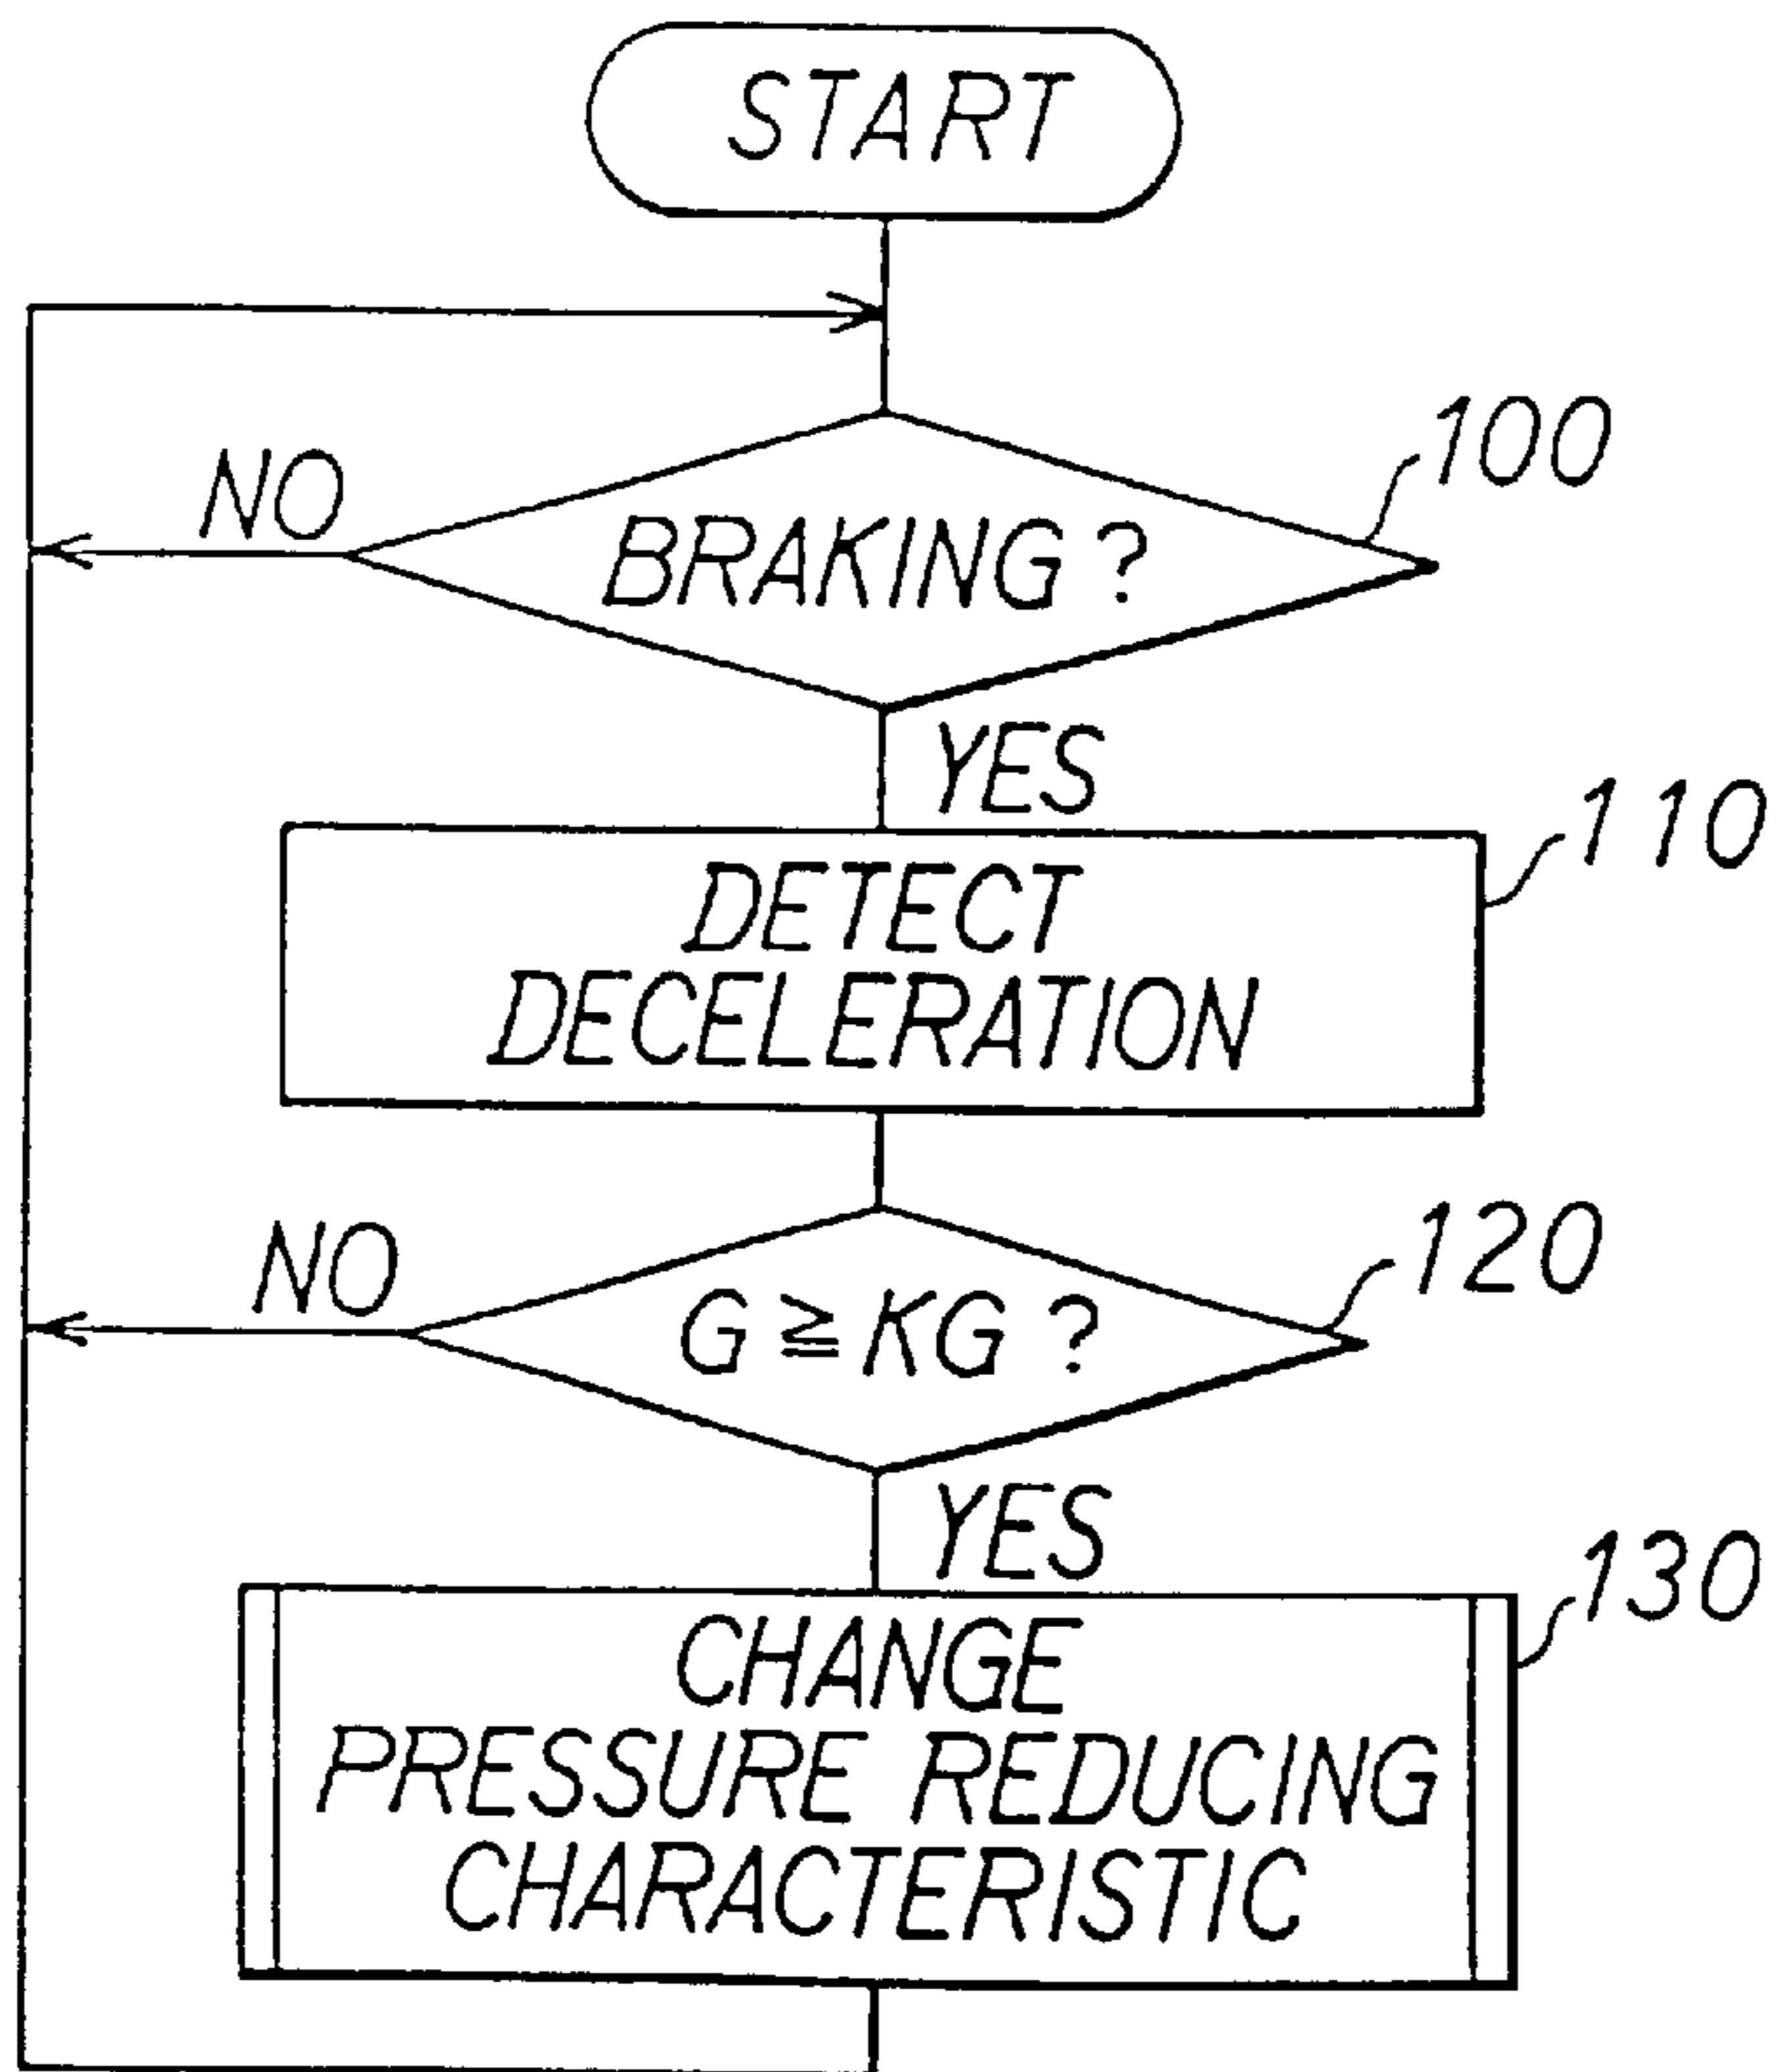 START
100
NO
BRAKING ?
YES
110
DETECT
DECELERATION
120
NO
G ≧ KG ?
YES
130
CHANGE
PRESSURE REDUCING
CHARACTERISTIC